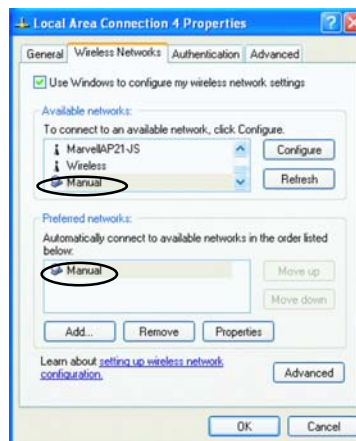 Local Area Connection 4 Properties
General Wireless Networks Authentication Advanced
Use Windows to configure my wireless network settings
Available networks:
To connect to an available network, click Configure.
MarvellAP21-JS
Wireless
Manual
Configure
Refresh
Preferred networks:
Automatically connect to available networks in the order listed
below:
Manual
Move up
Move down
Add... Remove Properties
Learn about setting up wireless network
configuration.
Advanced
OK Cancel